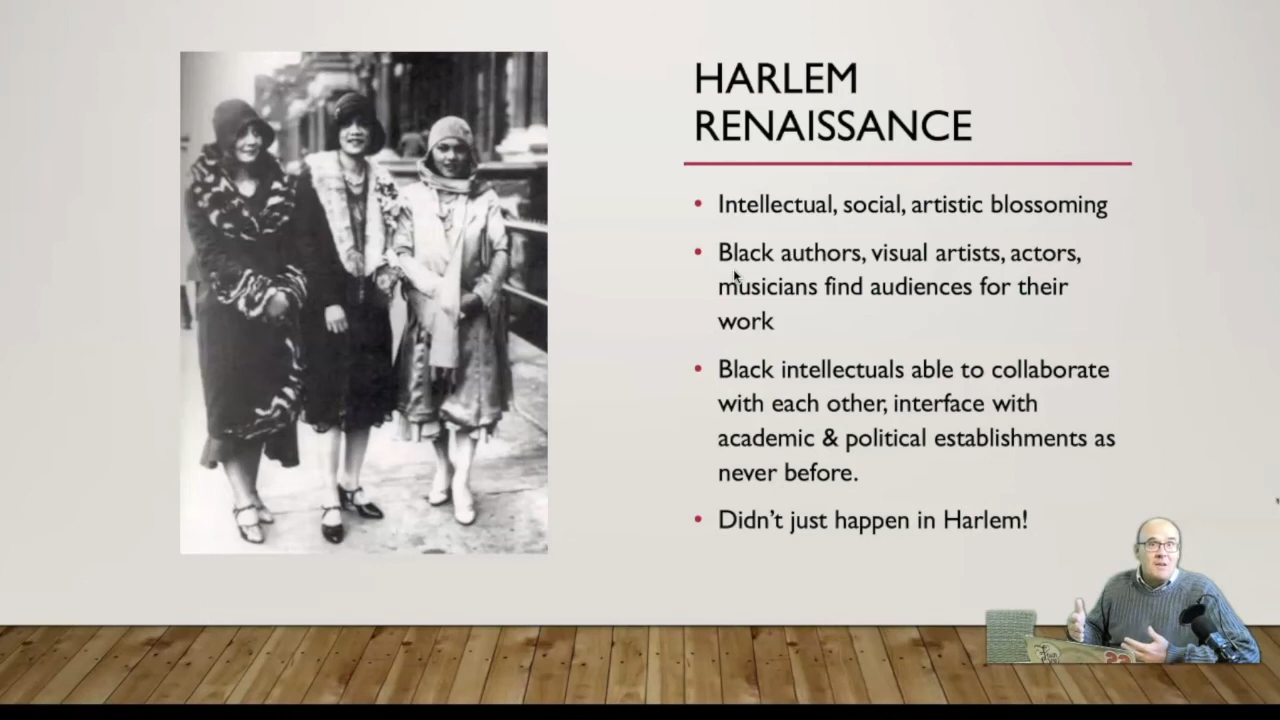 HARLEM
RENAISSANCE
• Intellectual, social, artistic blossoming
• Black authors, visual artists, actors,
musicians find audiences for their
work
• Black intellectuals able to collaborate
with each other, interface with
academic & political establishments as
never before.
• Didn’t just happen in Harlem!